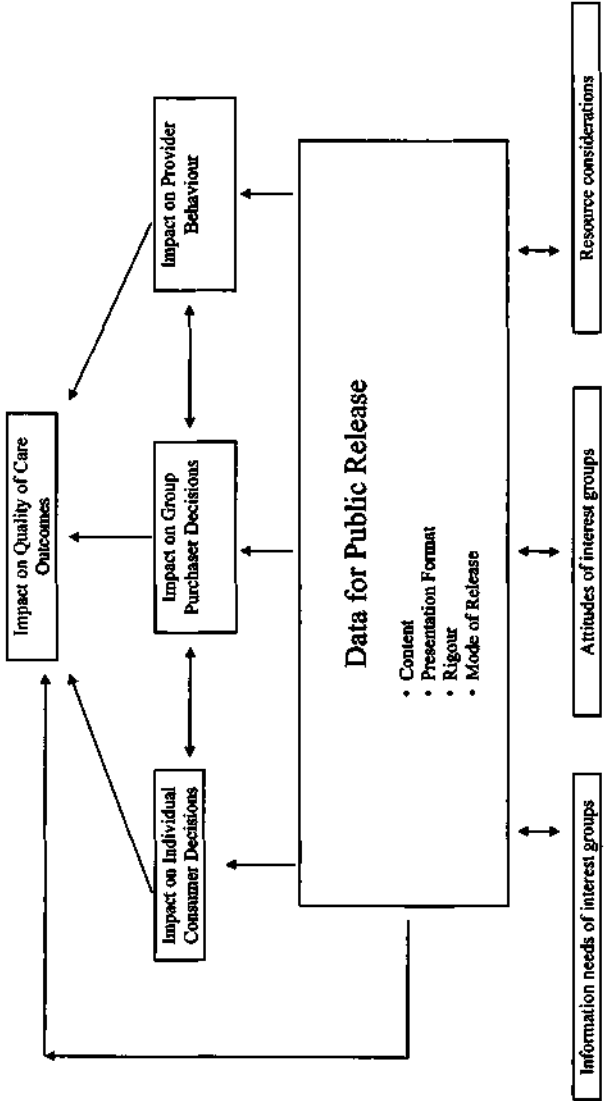 Impact on Quality of Care
Outcomes
Impact on Individual
Consumer Decisions
Impact on Group
Purchaser Decisions
Impact on Provider
Behaviour
Data for Public Release
• Content
• Presentation Format
• Rigour
• Mode of Release
Information needs of interest groups
Attitudes of interest groups
Resource considerations